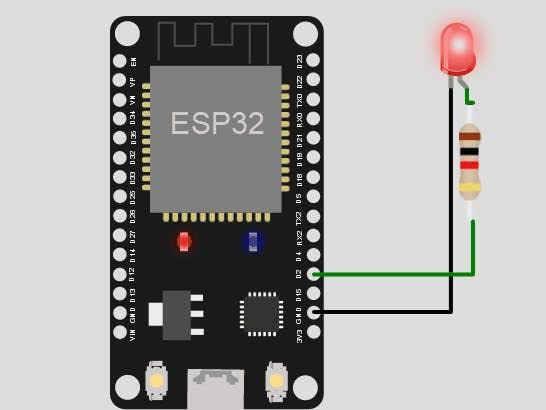 ESP32
EN
VP
VN
D34
D35
D32
D33
D25
D26
D27
D14
D12
D13
GND
VIN
D23
D22
TX0
RX0
D21
D19
D18
D5
TX2
RX2
D4
D2
D15
GND
3V3